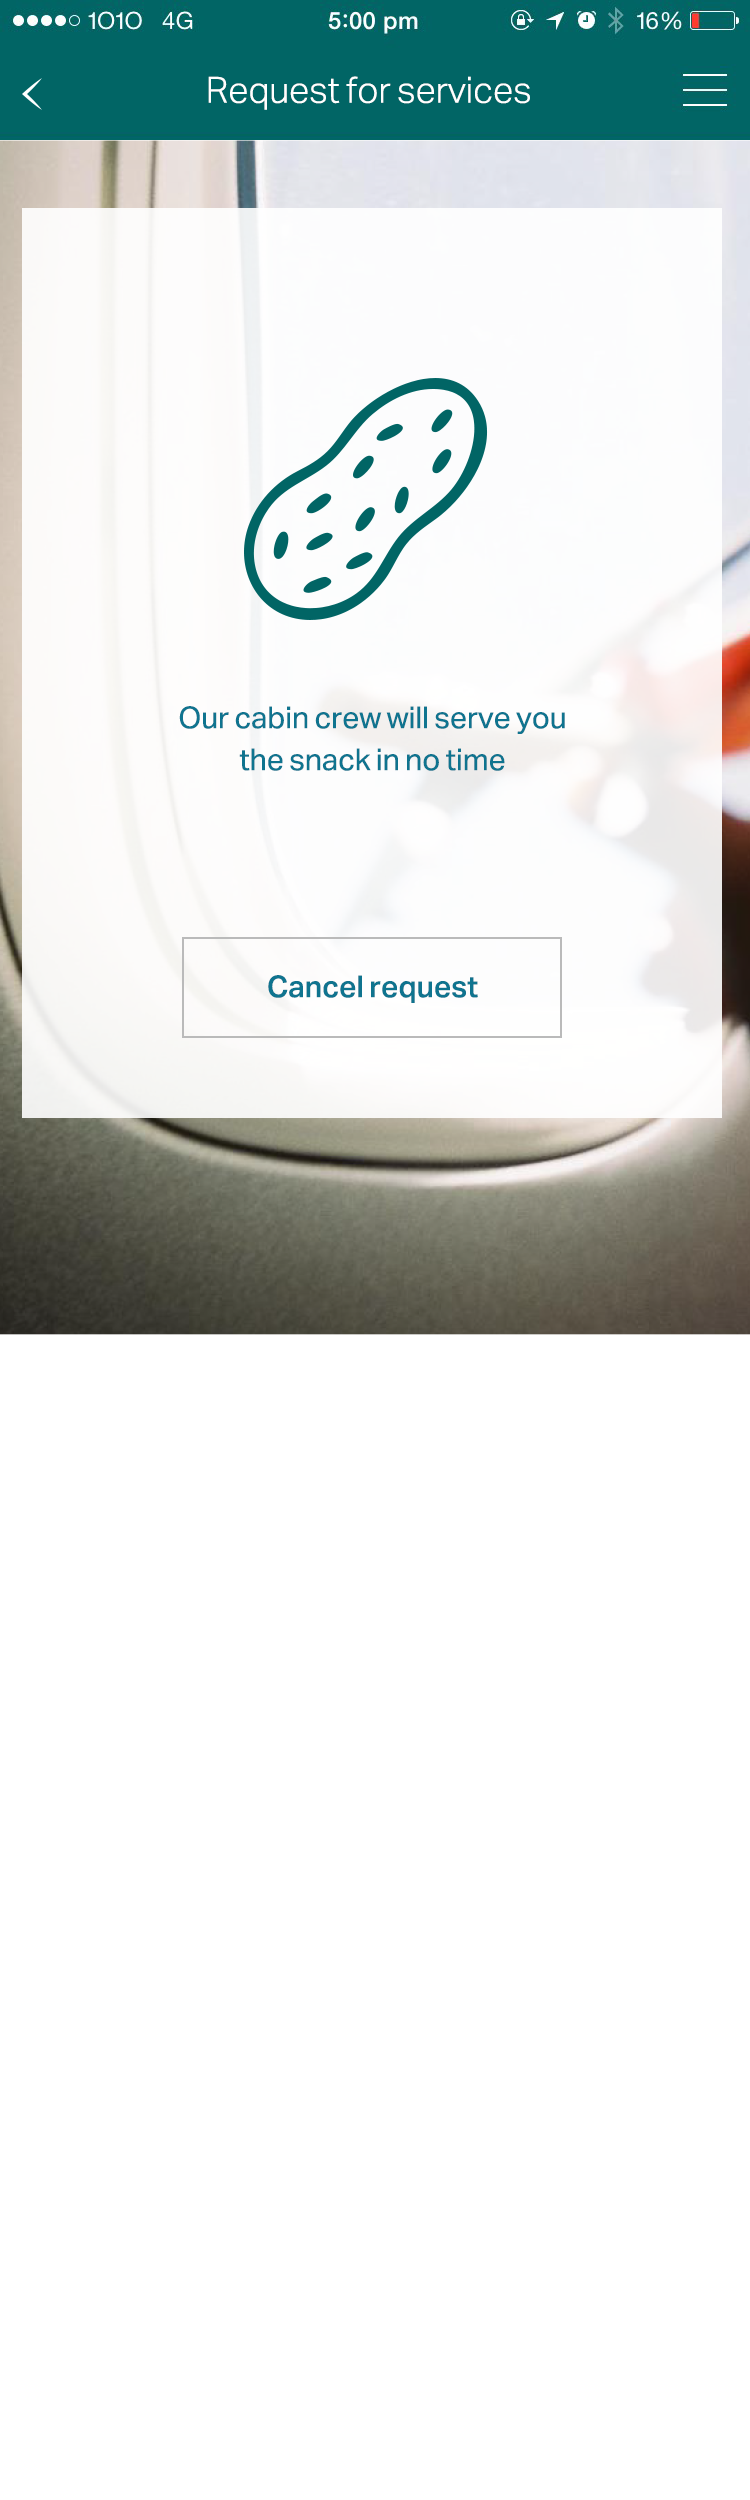 1010 4G 5:00 pm 16%
Request for services
Our cabin crew will serve you
the snack in no time
Cancel request